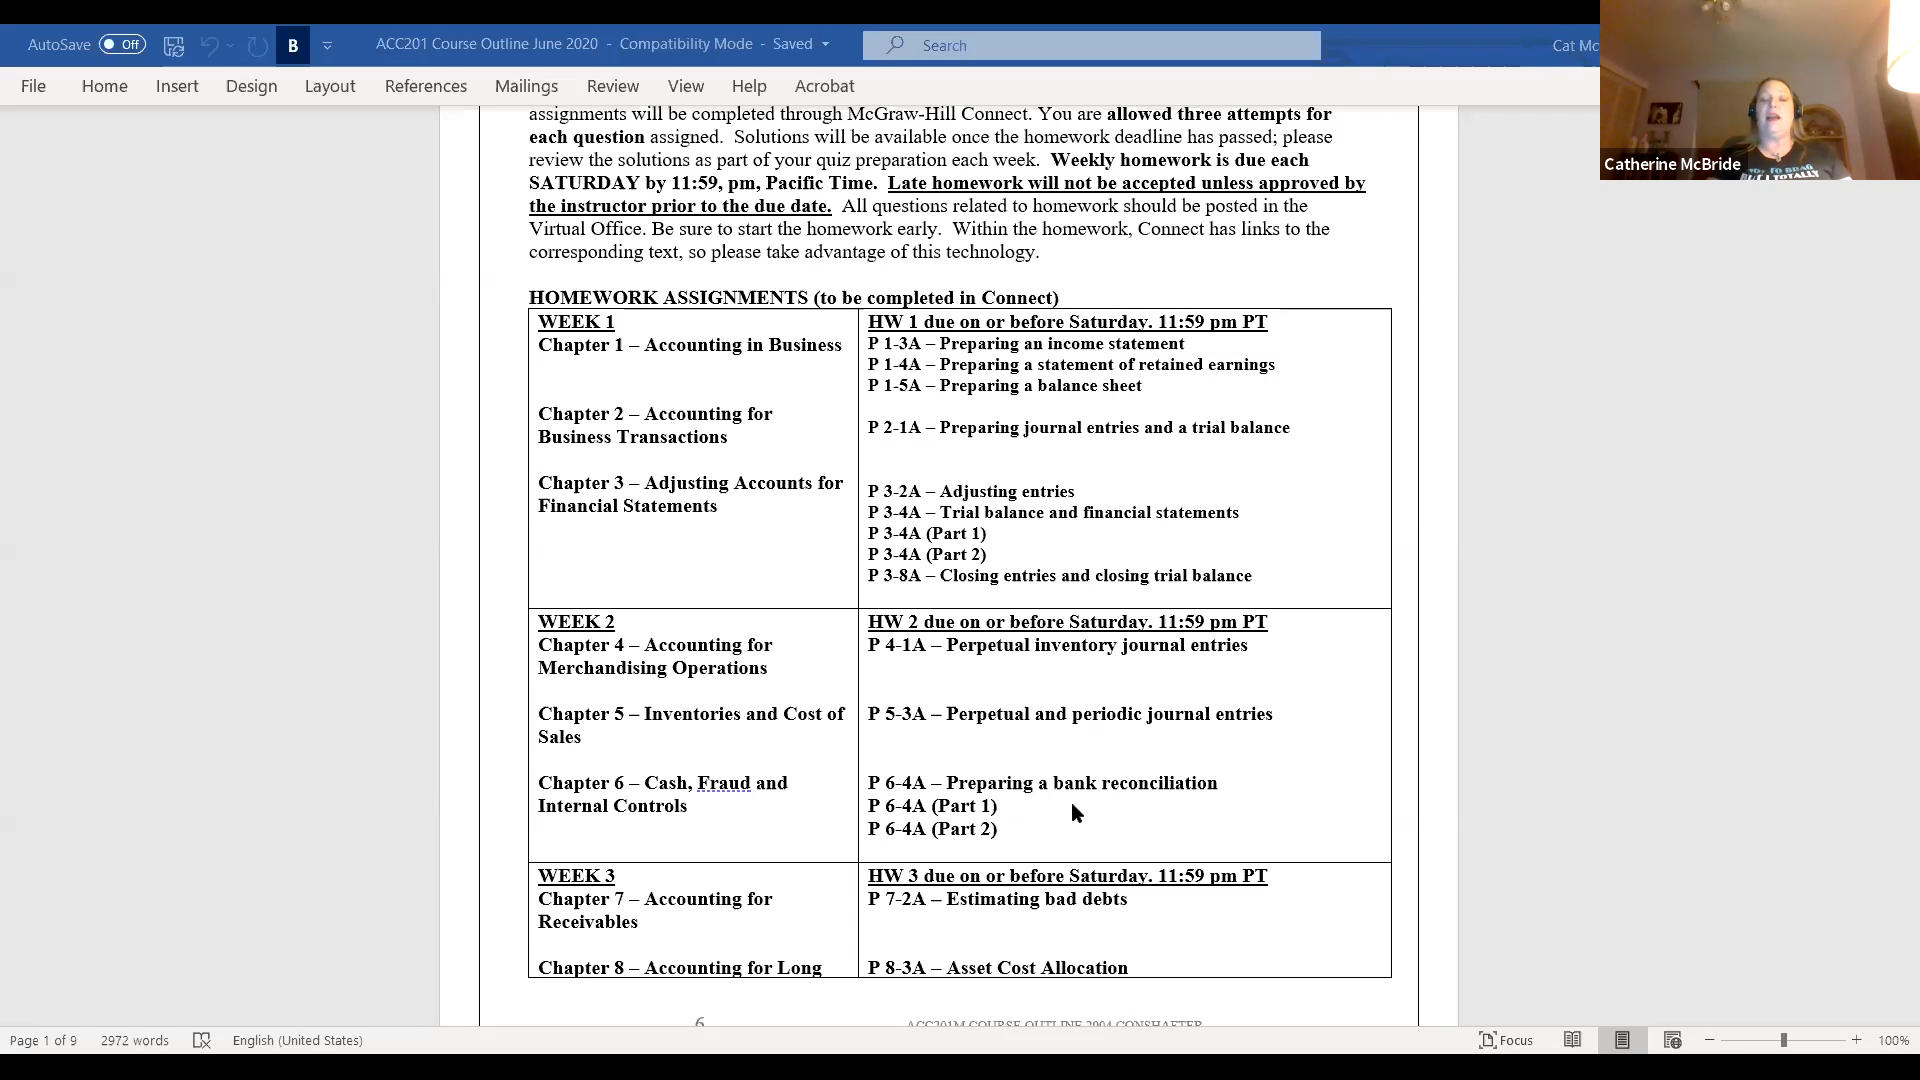 AutoSave Off B ACC201 Course Outline June 2020 - Compatibility Mode - Saved Search Cat Mc
File Home Insert Design Layout References Mailings Review View Help Acrobat
Catherine McBride
assignments will be completed through McGraw-Hill Connect. You are allowed three attempts for
each question assigned. Solutions will be available once the homework deadline has passed; please
review the solutions as part of your quiz preparation each week. Weekly homework is due each
SATURDAY by 11:59, pm, Pacific Time. Late homework will not be accepted unless approved by
the instructor prior to the due date. All questions related to homework should be posted in the
Virtual Office. Be sure to start the homework early. Within the homework, Connect has links to the
corresponding text, so please take advantage of this technology.
HOMEWORK ASSIGNMENTS (to be completed in Connect)
WEEK 1
Chapter 1 – Accounting in Business
Chapter 2 – Accounting for
Business Transactions
Chapter 3 – Adjusting Accounts for
Financial Statements
HW 1 due on or before Saturday. 11:59 pm PT
P 1-3A – Preparing an income statement
P 1-4A – Preparing a statement of retained earnings
P 1-5A – Preparing a balance sheet
P 2-1A – Preparing journal entries and a trial balance
P 3-2A – Adjusting entries
P 3-4A – Trial balance and financial statements
P 3-4A (Part 1)
P 3-4A (Part 2)
P 3-8A – Closing entries and closing trial balance
WEEK 2
Chapter 4 – Accounting for
Merchandising Operations
Chapter 5 – Inventories and Cost of
Sales
Chapter 6 – Cash, Fraud and
Internal Controls
HW 2 due on or before Saturday. 11:59 pm PT
P 4-1A – Perpetual inventory journal entries
P 5-3A – Perpetual and periodic journal entries
P 6-4A – Preparing a bank reconciliation
P 6-4A (Part 1)
P 6-4A (Part 2)
WEEK 3
Chapter 7 – Accounting for
Receivables
Chapter 8 – Accounting for Long
HW 3 due on or before Saturday. 11:59 pm PT
P 7-2A – Estimating bad debts
P 8-3A – Asset Cost Allocation
6 ACC201M COURSE OUTLINE 2904 CONSHAFTER
Page 1 of 9 2972 words English (United States) Focus 100%